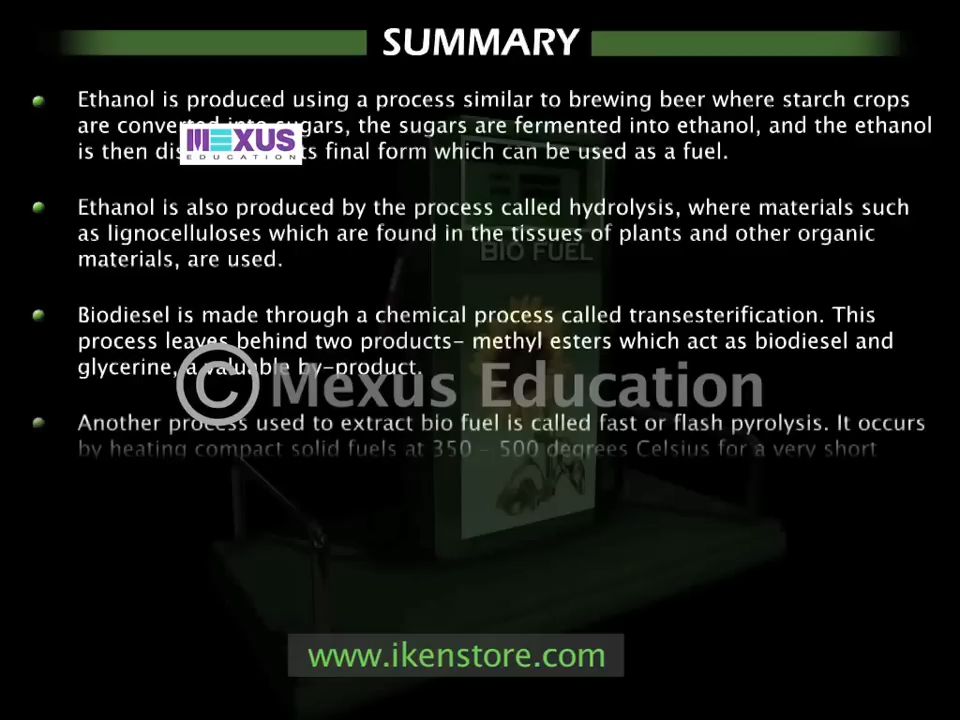 SUMMARY
Ethanol is produced using a process similar to brewing beer where starch crops
are converted into sugars, the sugars are fermented into ethanol, and the ethanol
is then its final form which can be used as a fuel.
MEXUS
EDUCATION
Ethanol is also produced by the process called hydrolysis, where materials such
as lignocelluloses which are found in the tissues of plants and other organic
materials, are used.
BIO FUEL
Biodiesel is made through a chemical process called transesterification. This
process leaves behind two products- methyl esters which act as biodiesel and
glycerine, a valuable by-product.
© Mexus Education
Another process used to extract bio fuel is called fast or flash pyrolysis. It occurs
by heating compact solid fuels at 350 - 500 degrees Celsius for a very short
www.ikenstore.com